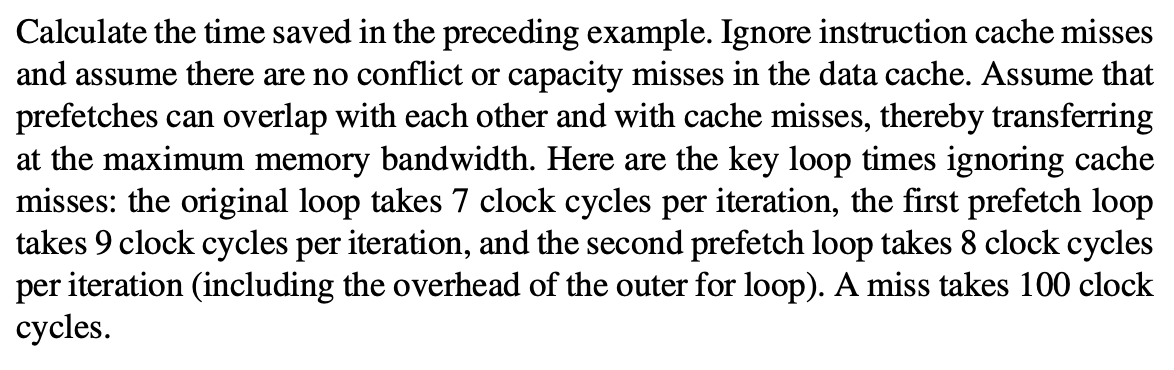 Calculate the time saved in the preceding example. Ignore instruction cache misses
and assume there are no conflict or capacity misses in the data cache. Assume that
prefetches can overlap with each other and with cache misses, thereby transferring
at the maximum memory bandwidth. Here are the key loop times ignoring cache
misses: the original loop takes 7 clock cycles per iteration, the first prefetch loop
takes 9 clock cycles per iteration, and the second prefetch loop takes 8 clock cycles
per iteration (including the overhead of the outer for loop). A miss takes 100 clock
cycles.